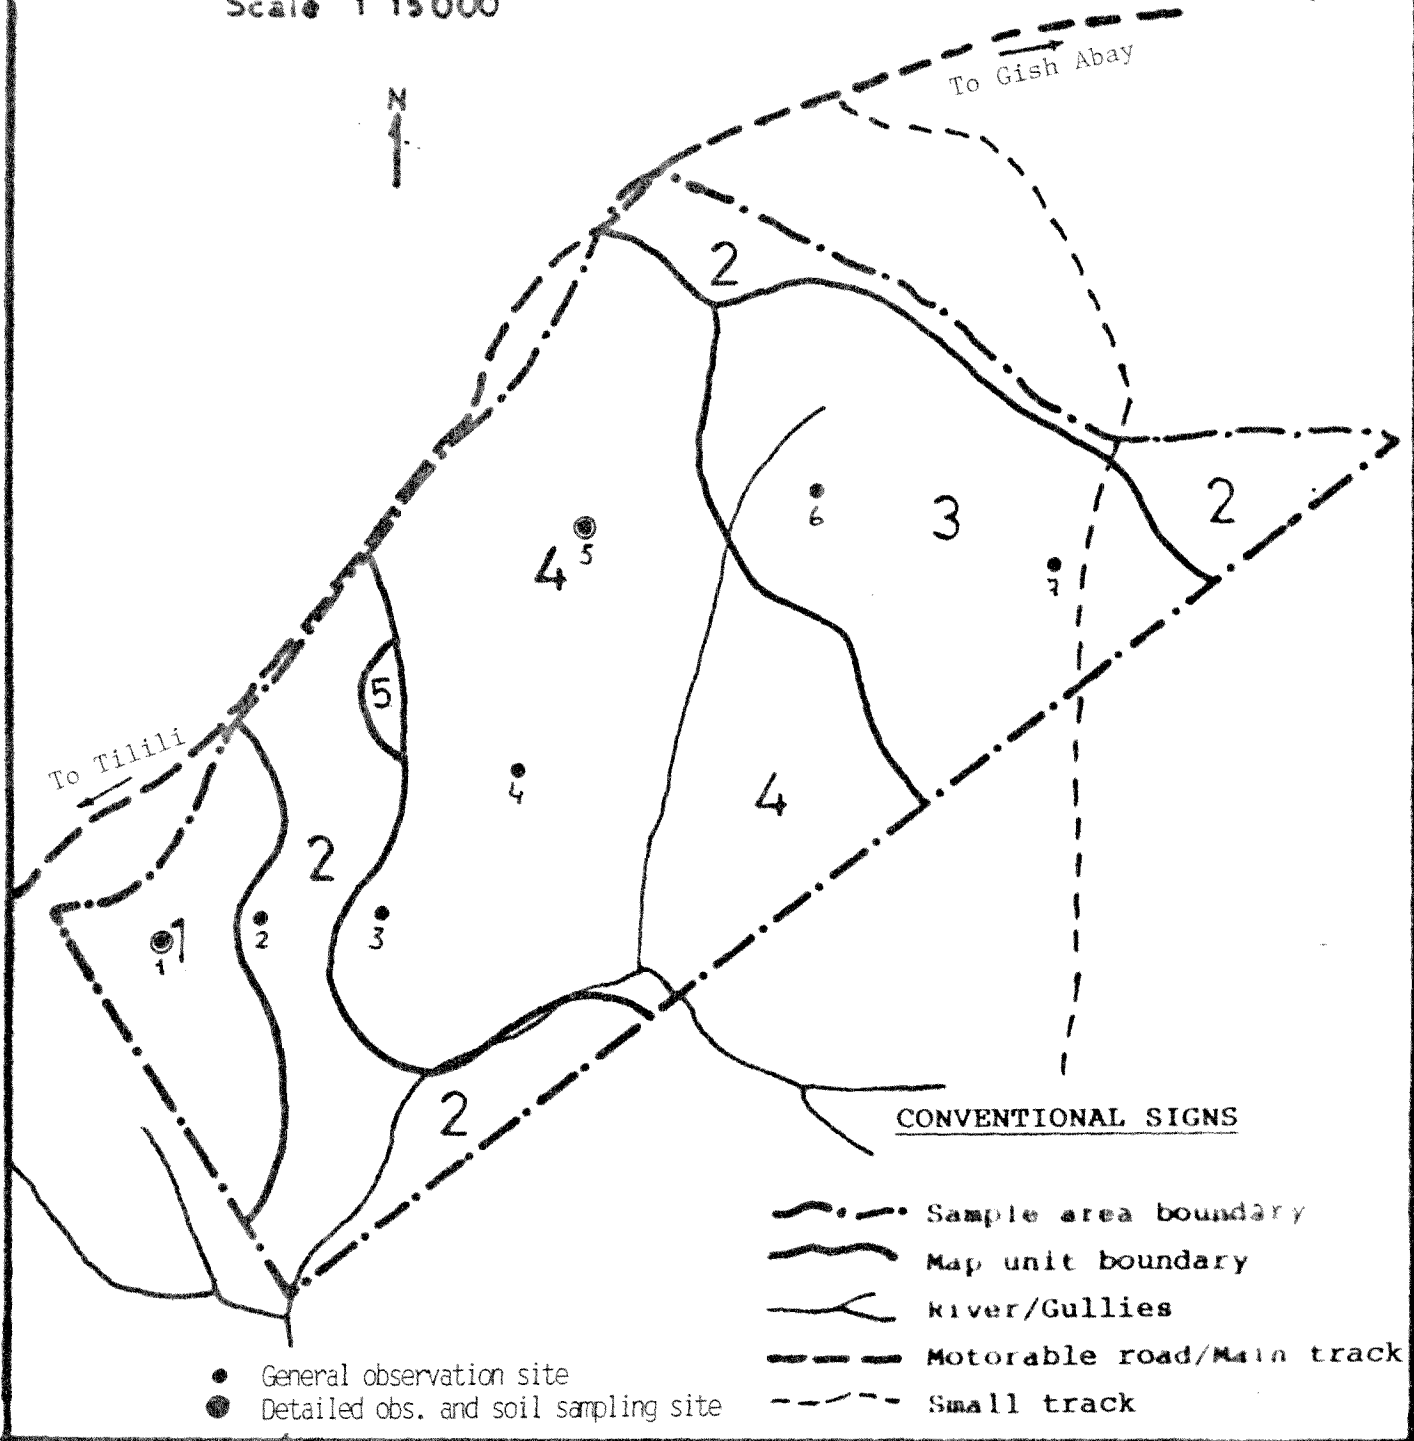 Scale 1 15000
To Gish Abay
N
2
2
6
3
5
4
7
5
To Tilili
4
4
2
1
1
2
3
2
CONVENTIONAL SIGNS
Sample area boundary
Map unit boundary
River/Gullies
General observation site
Motorable road/Main track
Detailed obs. and soil sampling site
Small track